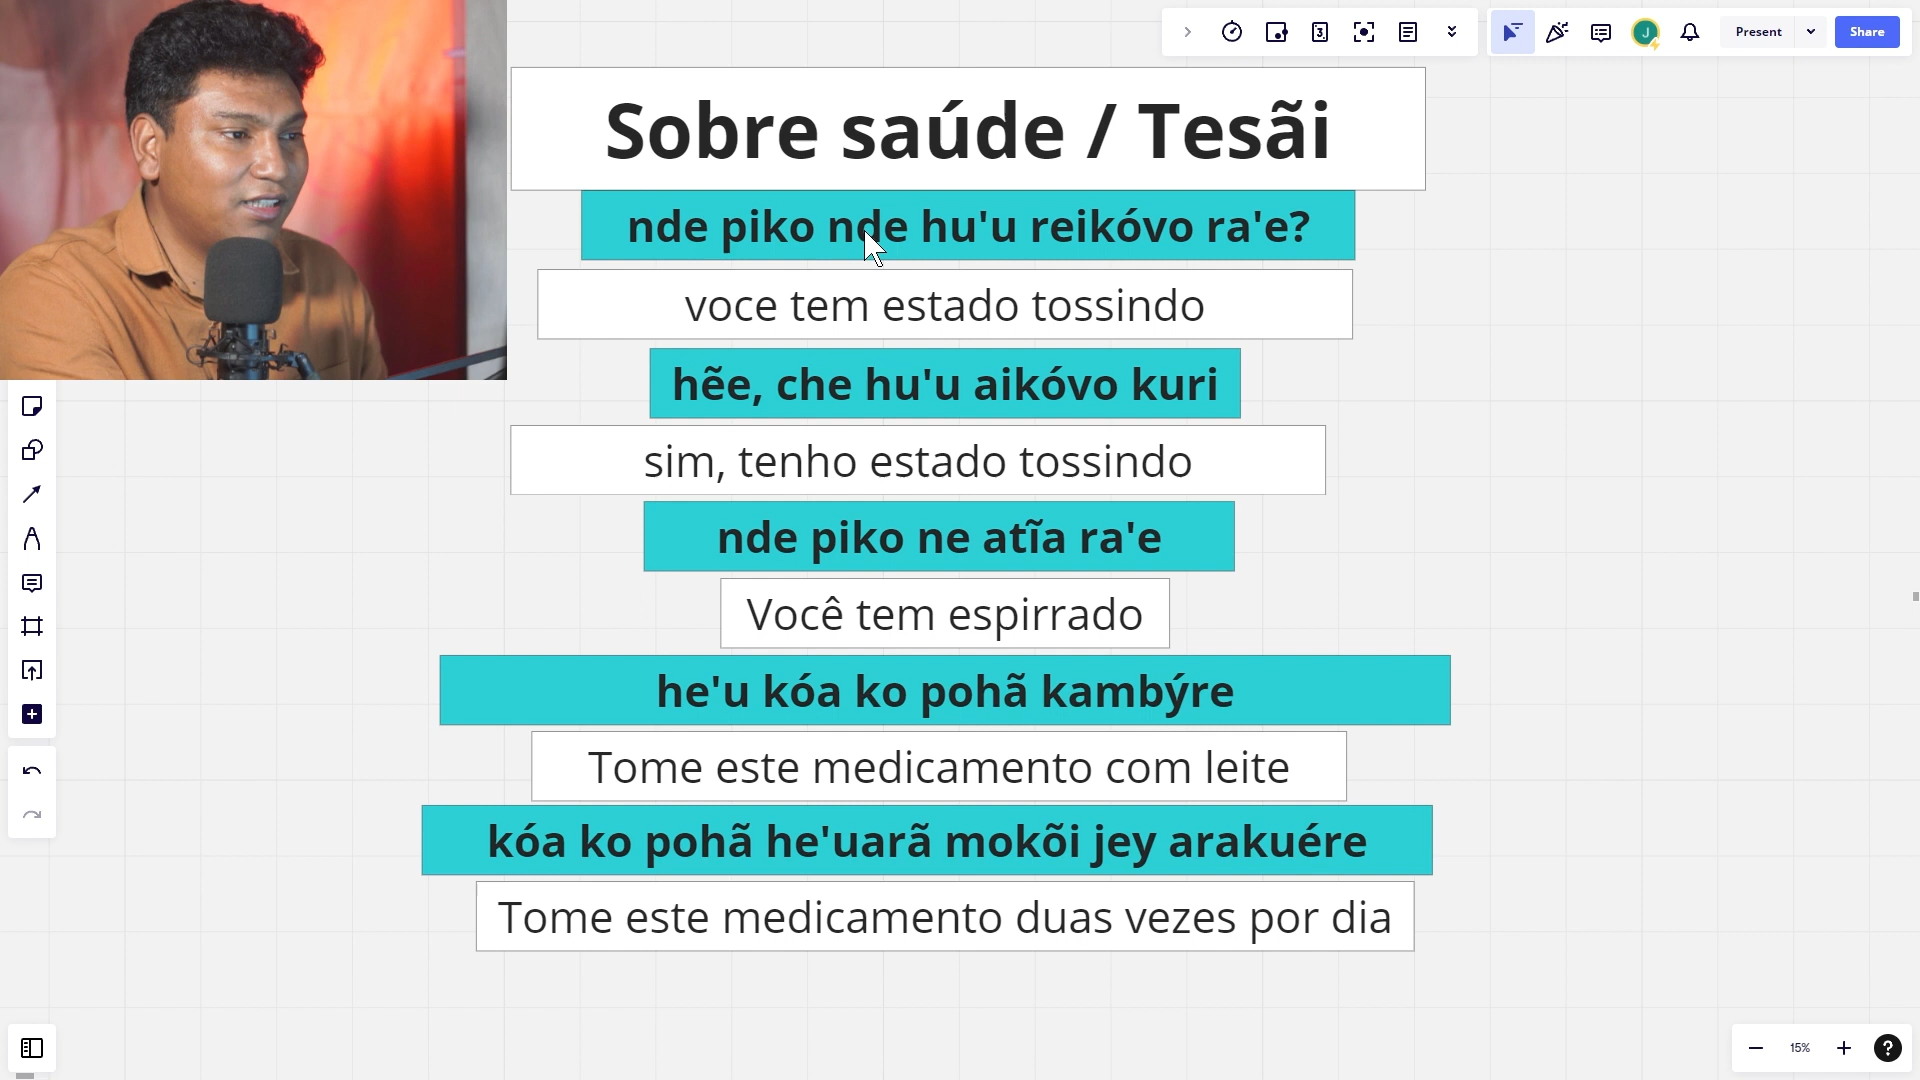 Present
Share
J
Sobre saúde / Tesãi
nde piko nde hu'u reikóvo ra'e?
voce tem estado tossindo
hẽe, che hu'u aikóvo kuri
sim, tenho estado tossindo
nde piko ne atĩa ra'e
Você tem espirrado
he'u kóa ko pohã kambýre
Tome este medicamento com leite
kóa ko pohã he'uarã mokõi jey arakuére
Tome este medicamento duas vezes por dia
15%